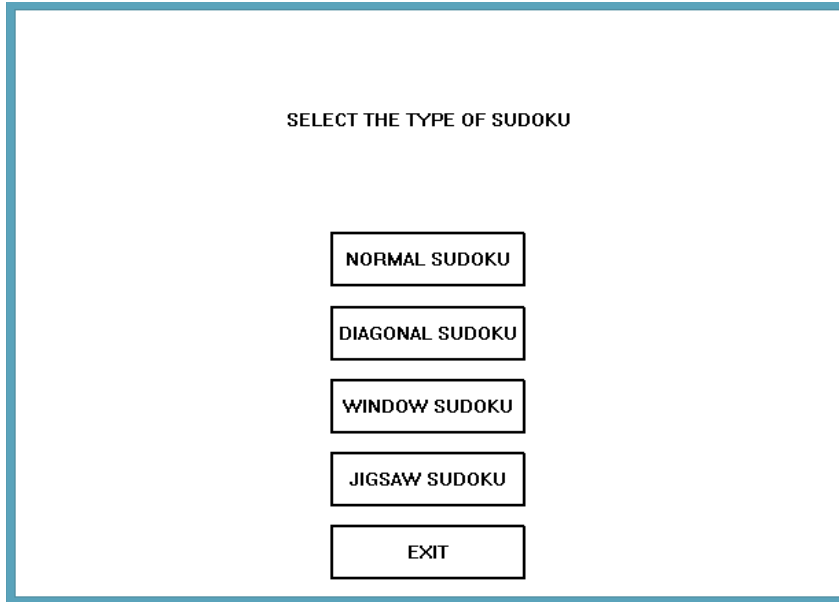 SELECT THE TYPE OF SUDOKU
NORMAL SUDOKU
DIAGONAL SUDOKU
WINDOW SUDOKU
JIGSAW SUDOKU
EXIT